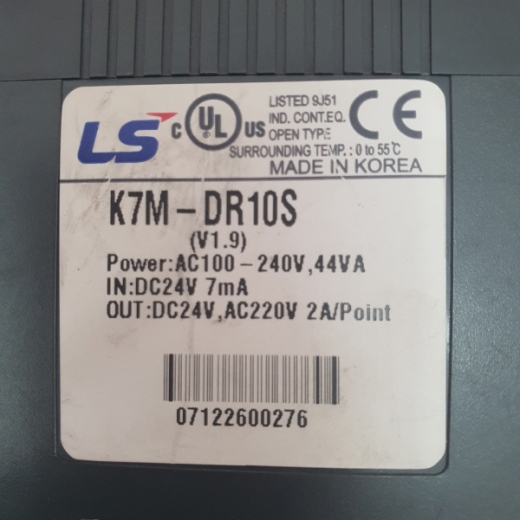 LS
c UL us
LISTED 9J51
IND. CONT.EQ.
OPEN TYPE
CE
SURROUNDING TEMP. : 0 to 55℃
MADE IN KOREA
K7M-DR10S
(V1.9)
Power:AC100-240V,44VA
IN:DC24V 7mA
OUT:DC24V,AC220V 2A/Point
07122600276